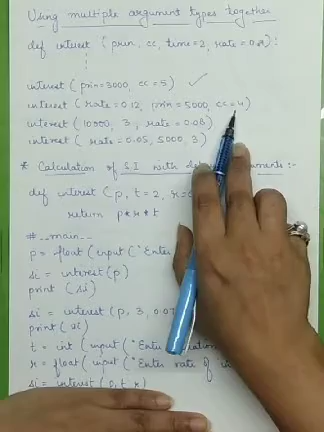 Using multiple argument types together
def interest (prin, cc, time=2, rate=0.09):
interest (prin=3000, cc=5)
interest (rate=0.12, prin=5000, cc=4)
interest (10000, 3, rate=0.08)
interest (rate=0.05, 5000, 3)
* Calculation of S.I with :-
def interest (p, t=2, r=
return p*r*t
#__main__
p = float (input ("Enter
si = interest (p)
print (si)
si = interest (p, 3, 0.07
print (si)
t = int (input ("Enter
r = float (input ("Enter rate of
si = interest (p, t, r)